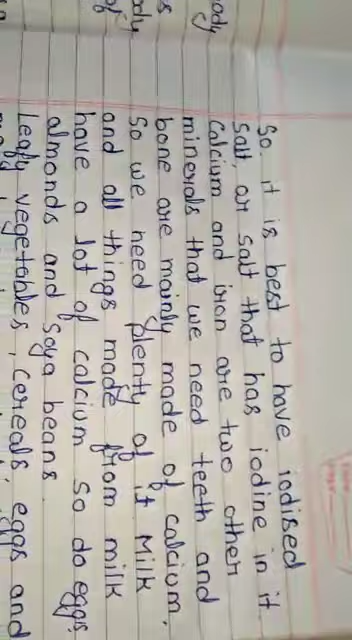 So. it is best to have iodised
salt, or salt that has iodine in it
Calcium and iron are two other
minerals that we need teeth and
bone are mainly made of calcium.
So we need plenty of it Milk
and all things made from milk
have a lot of calcium so do eggs.
almonds and soya beans.
Leafy vegetables, cereals eggs and
ody
s
ody
of